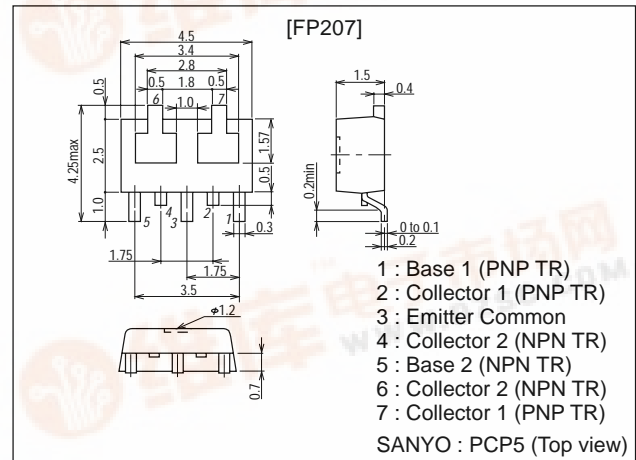 [FP207]
4.5
3.4
2.8
0.5 1.8 0.5
6 1.0 7
0.5
4.25max
2.5
1.0
1.57
0.5
5 4 3 2 1
0.3
1.75
1.75
3.5
1.5
0.4
0.2min
0 to 0.1
0.2
φ1.2
0.7
1 : Base 1 (PNP TR)
2 : Collector 1 (PNP TR)
3 : Emitter Common
4 : Collector 2 (NPN TR)
5 : Base 2 (NPN TR)
6 : Collector 2 (NPN TR)
7 : Collector 1 (PNP TR)
SANYO : PCP5 (Top view)